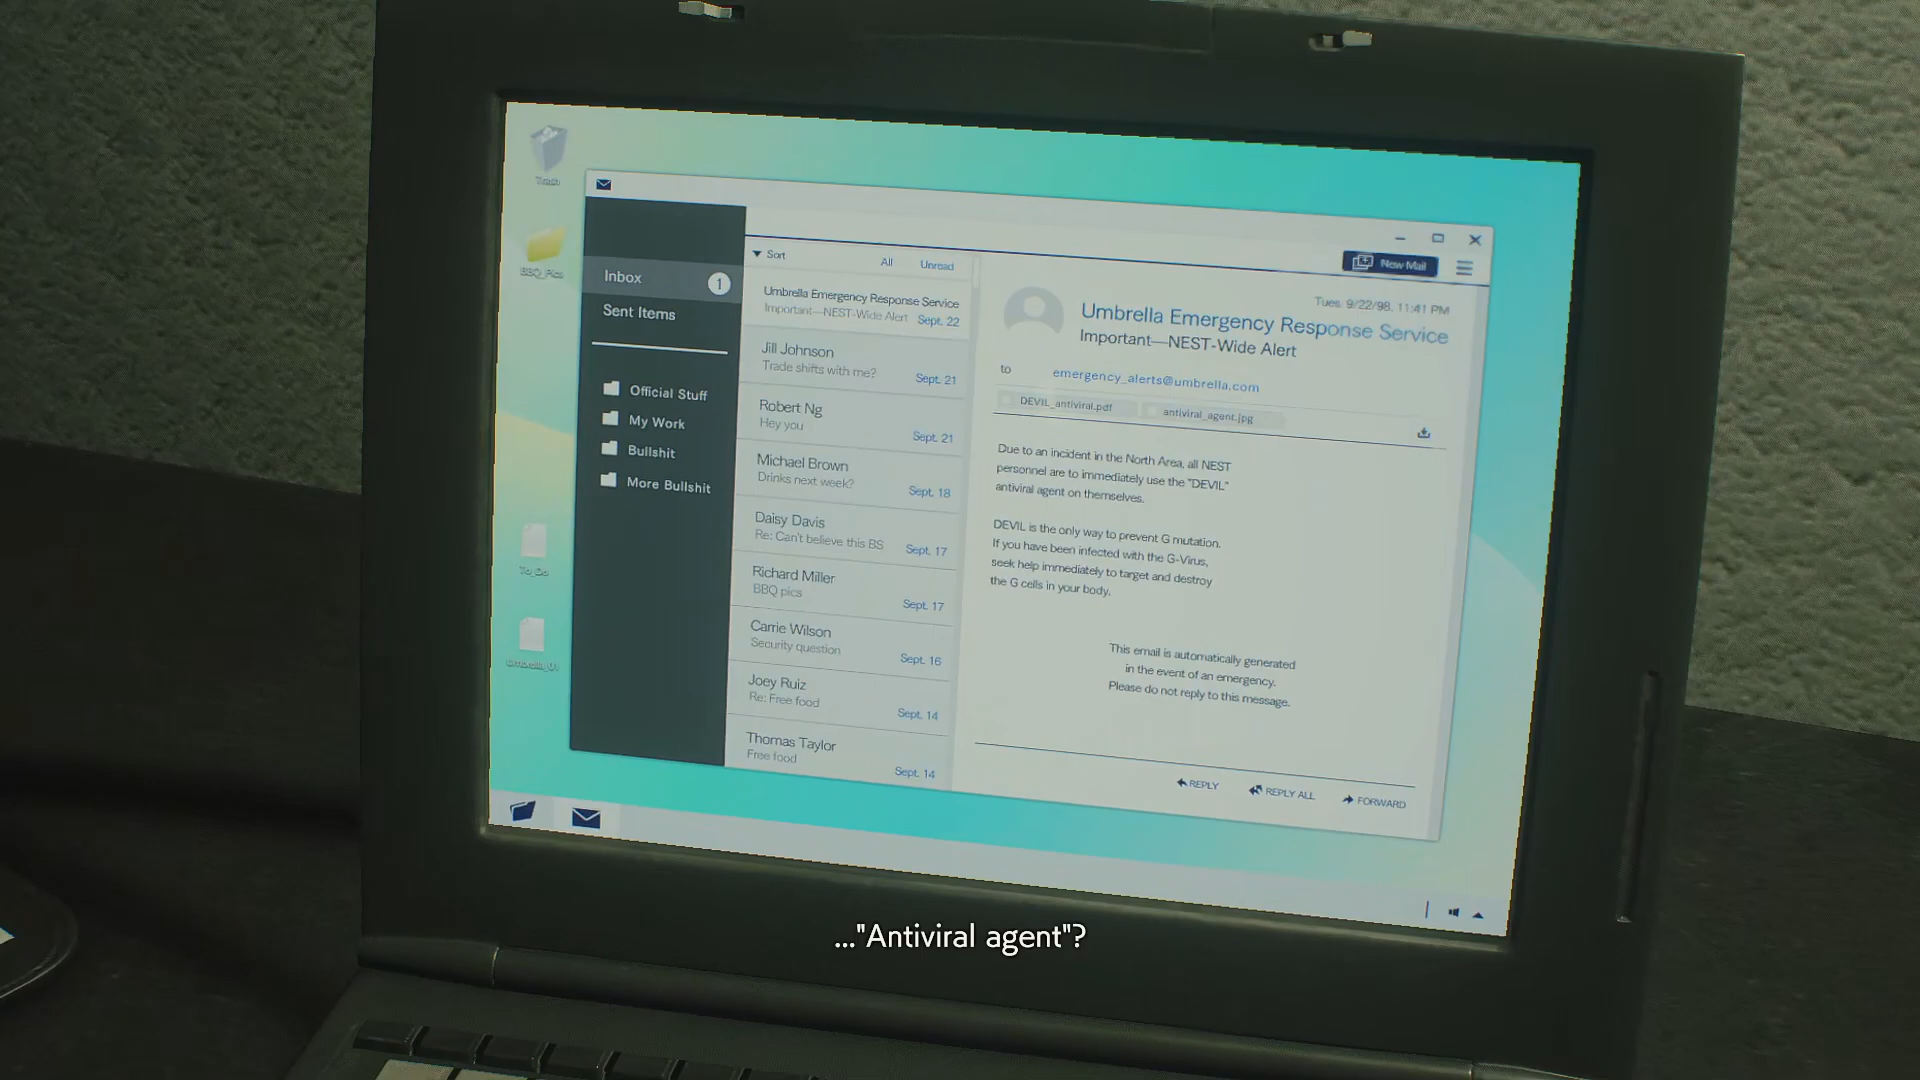 Trash
BBQ_Pics
To_Do
Umbrella_01
Inbox
1
Sent Items
Official Stuff
My Work
Bullshit
More Bullshit
Sort All Unread
Umbrella Emergency Response Service
Important—NEST-Wide Alert Sept. 22
Jill Johnson
Trade shifts with me? Sept. 21
Robert Ng
Hey you Sept. 21
Michael Brown
Drinks next week? Sept. 18
Daisy Davis
Re: Can't believe this BS Sept. 17
Richard Miller
BBQ pics Sept. 17
Carrie Wilson
Security question Sept. 16
Joey Ruiz
Re: Free food Sept. 14
Thomas Taylor
Free food Sept. 14
New Mail
Tues. 9/22/98, 11:41 PM
Umbrella Emergency Response Service
Important—NEST-Wide Alert
to emergency_alerts@umbrella.com
DEVIL_antiviral.pdf antiviral_agent.jpg
Due to an incident in the North Area, all NEST
personnel are to immediately use the "DEVIL"
antiviral agent on themselves.
DEVIL is the only way to prevent G mutation.
If you have been infected with the G-Virus,
seek help immediately to target and destroy
the G cells in your body.
This email is automatically generated
in the event of an emergency.
Please do not reply to this message.
REPLY REPLY ALL FORWARD
..."Antiviral agent"?